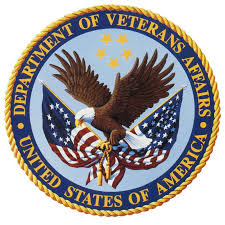 DEPARTMENT OF VETERANS AFFAIRS
UNITED STATES OF AMERICA